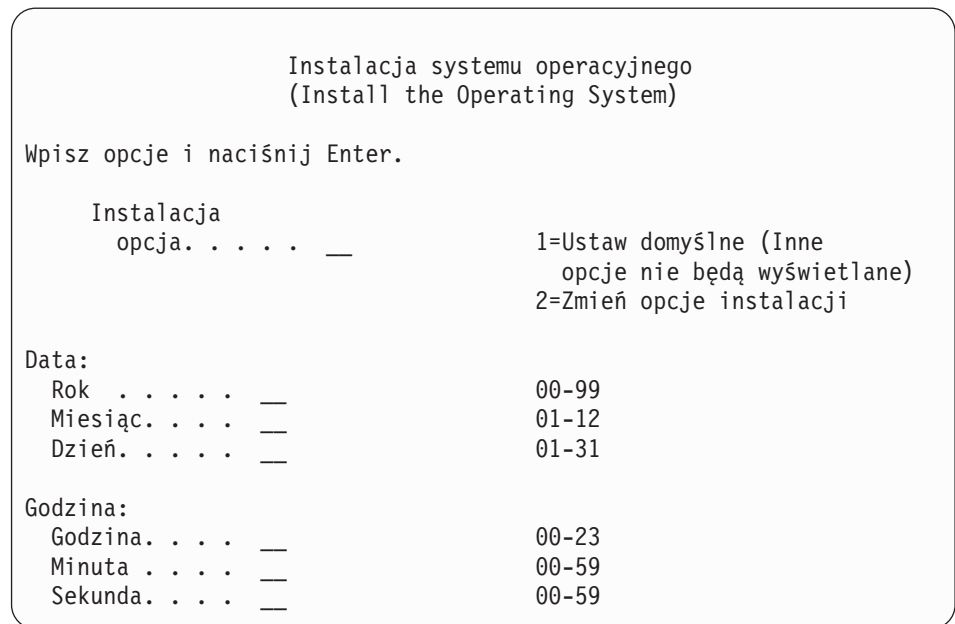 Instalacja systemu operacyjnego
(Install the Operating System)
Wpisz opcje i naciśnij Enter.
Instalacja
opcja. . . . . __ 1=Ustaw domyślne (Inne
opcje nie będą wyświetlane)
2=Zmień opcje instalacji
Data:
Rok . . . . . __ 00-99
Miesiąc. . . . __ 01-12
Dzień. . . . . __ 01-31
Godzina:
Godzina. . . . __ 00-23
Minuta . . . . __ 00-59
Sekunda. . . . __ 00-59